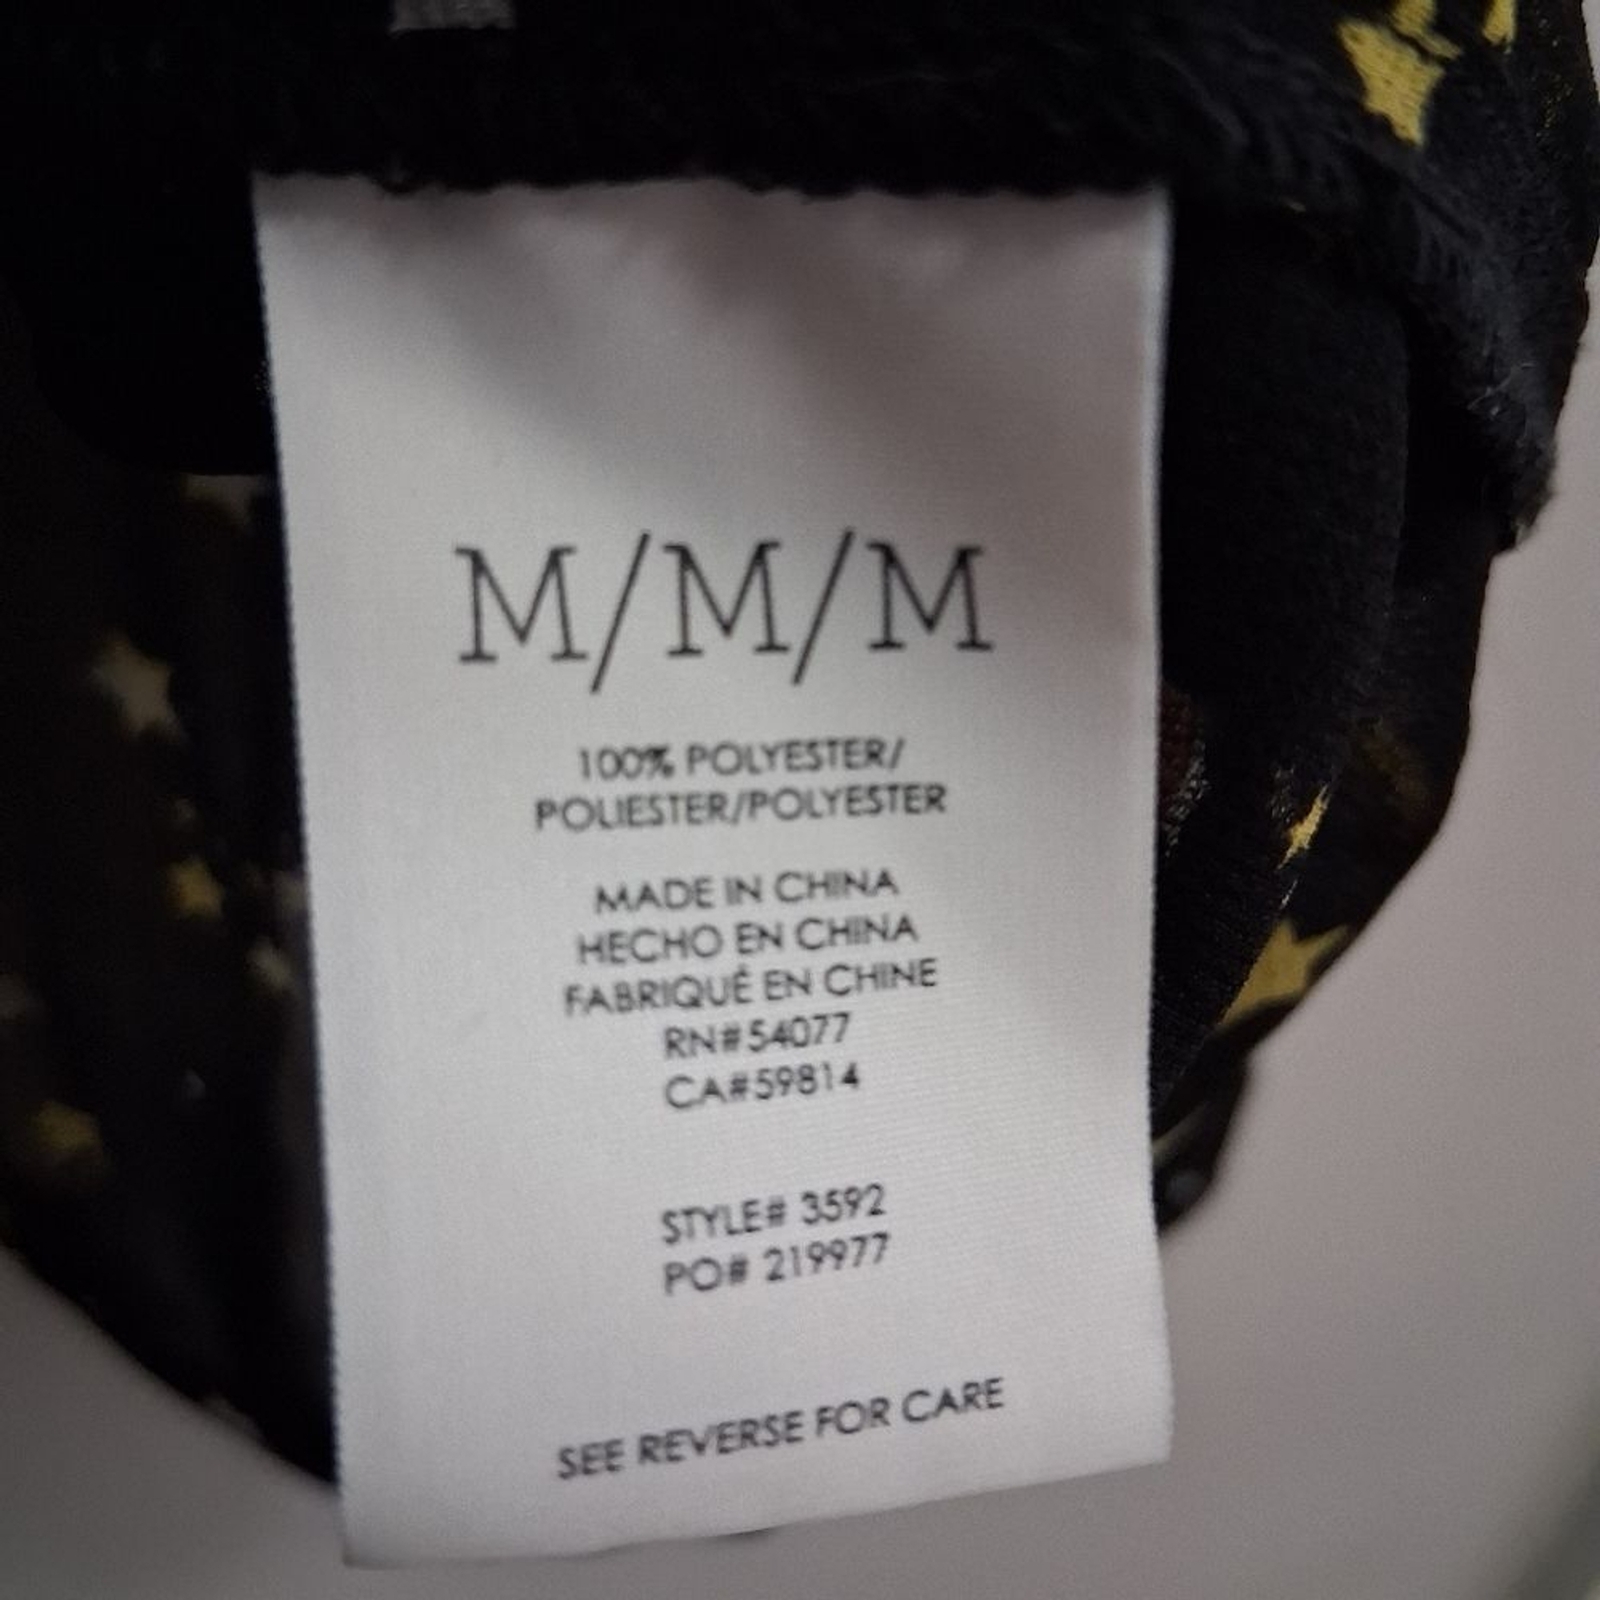 M/M/M
100% POLYESTER/
POLIESTER/POLYESTER
MADE IN CHINA
HECHO EN CHINA
FABRIQUÉ EN CHINE
RN#54077
CA#59814
STYLE# 3592
PO# 219977
SEE REVERSE FOR CARE